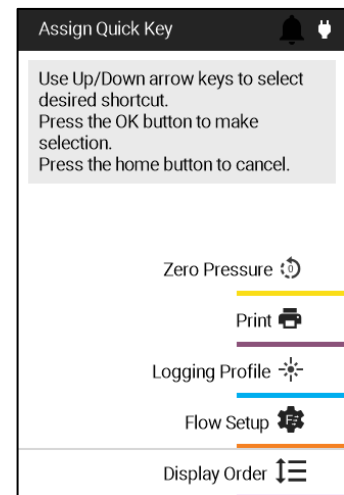 Assign Quick Key
Use Up/Down arrow keys to select
desired shortcut.
Press the OK button to make
selection.
Press the home button to cancel.
Zero Pressure
Print
Logging Profile
Flow Setup
Display Order